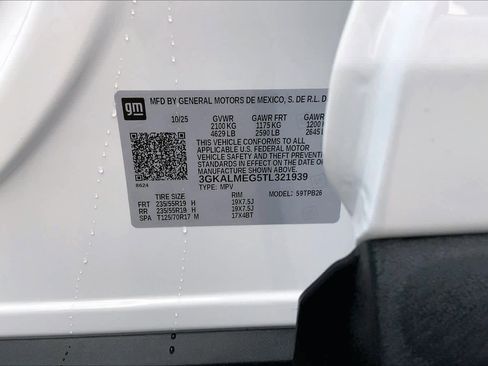 gm
MFD BY GENERAL MOTORS DE MEXICO, S. DE R.L. D
10/25 GVWR GAWR FRT GAWR
2100 KG 1175 KG 1200
4629 LB 2590 LB 2645
THIS VEHICLE CONFORMS TO ALL
APPLICABLE U.S. FEDERAL MOTOR
VEHICLE SAFETY AND THEFT PREVENTION
STANDARDS IN EFFECT ON THE DATE OF
MANUFACTURE SHOWN ABOVE.
3GKALMEG5TL321939
8624 TYPE: MPV MODEL: 59TPB26
TIRE SIZE RIM
FRT 235/55R19 H 19X7.5J
RR 235/55R19 H 19X7.5J
SPA T125/70R17 M 17X4BT